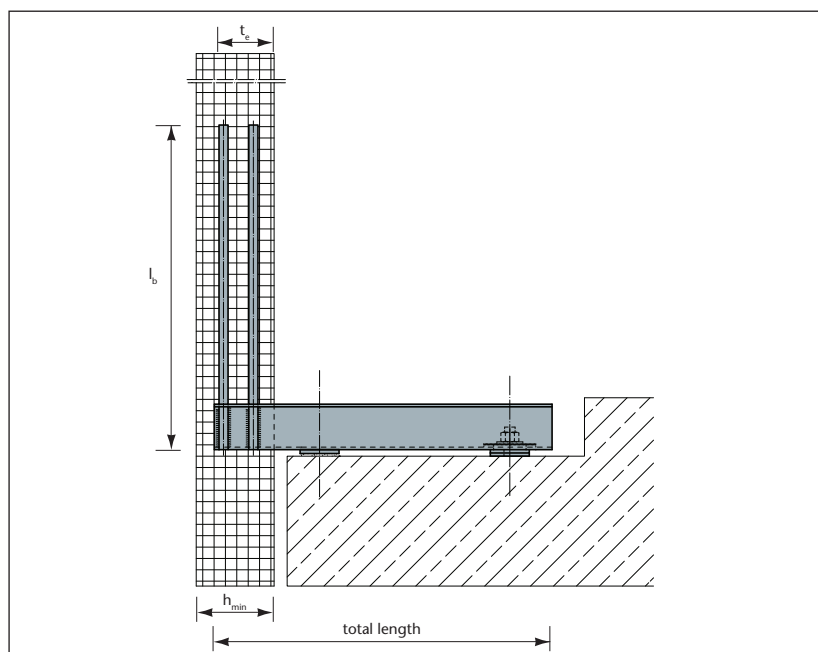 t_e
l_b
h_min
total length